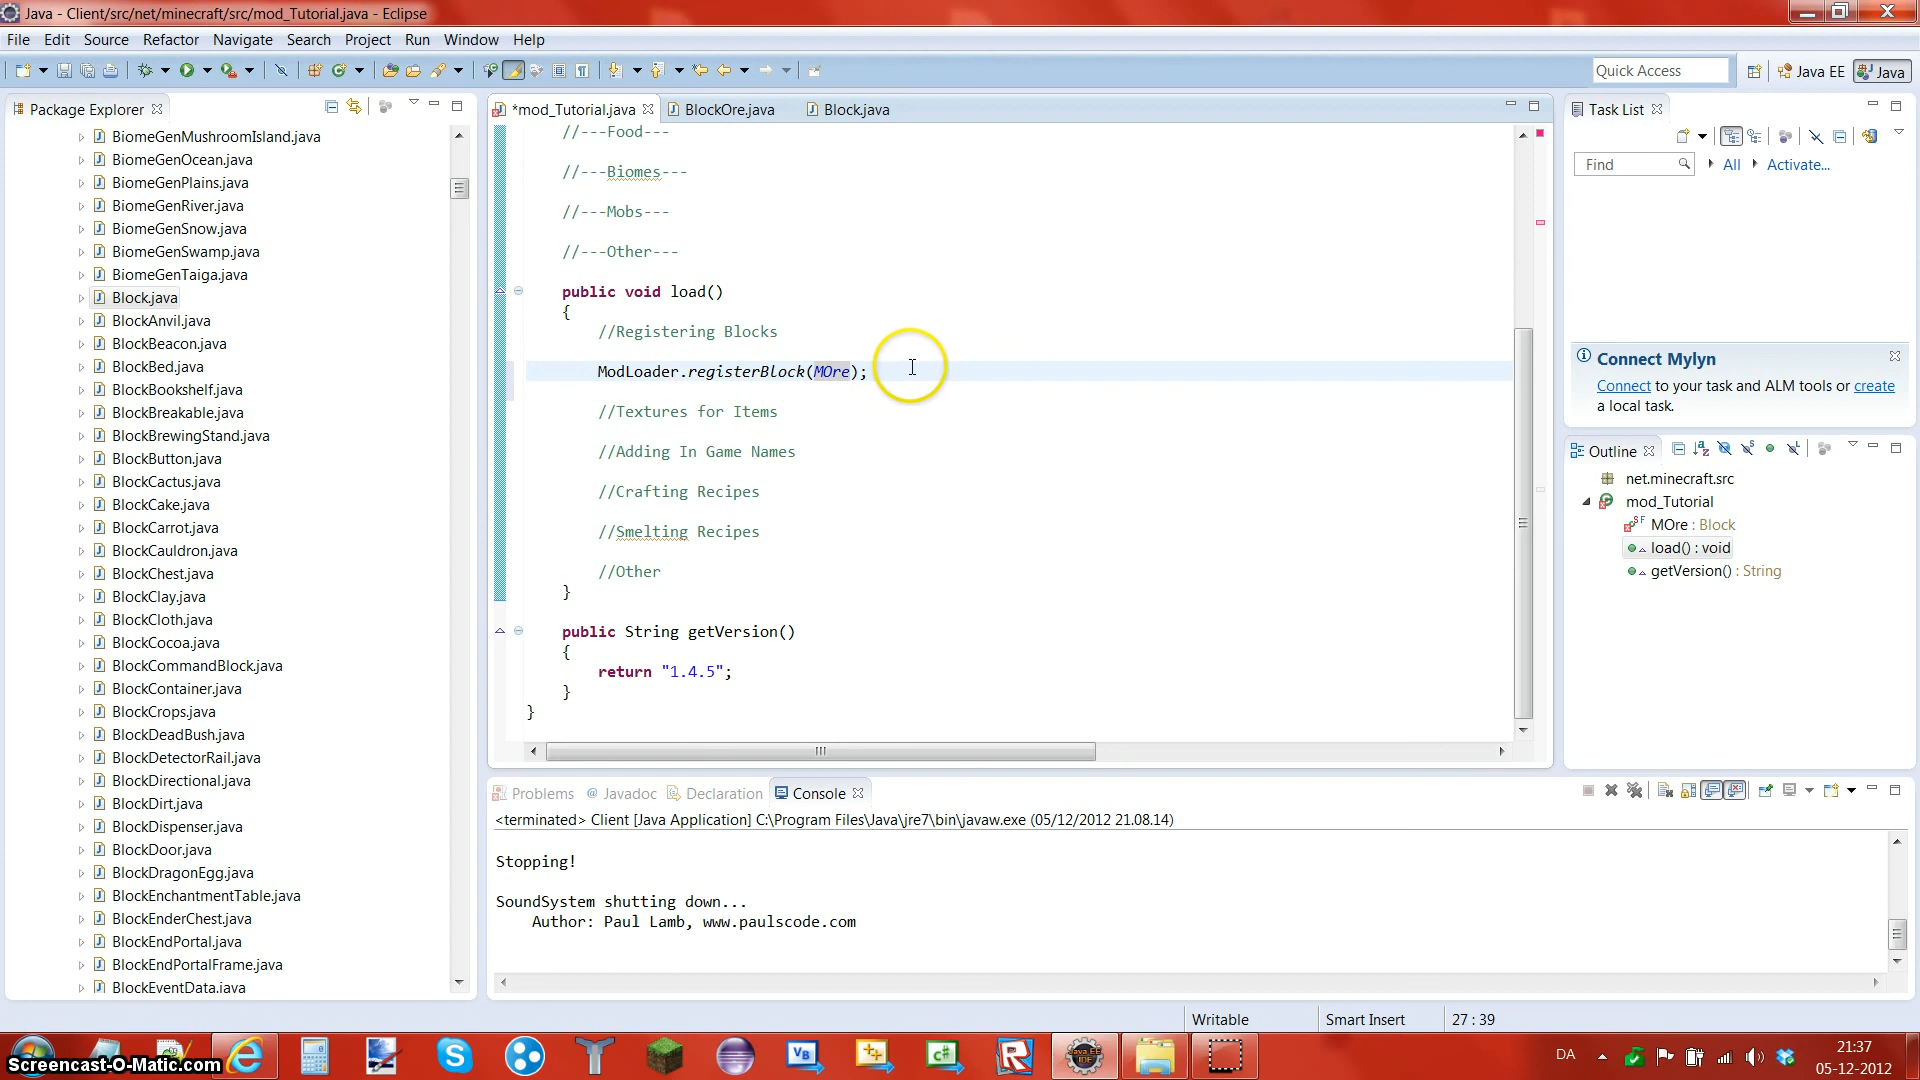 Java - Client/src/net/minecraft/src/mod_Tutorial.java - Eclipse
File Edit Source Refactor Navigate Search Project Run Window Help
Quick Access
Java EE
Java
Package Explorer
BiomeGenMushroomIsland.java
BiomeGenOcean.java
BiomeGenPlains.java
BiomeGenRiver.java
BiomeGenSnow.java
BiomeGenSwamp.java
BiomeGenTaiga.java
Block.java
BlockAnvil.java
BlockBeacon.java
BlockBed.java
BlockBookshelf.java
BlockBreakable.java
BlockBrewingStand.java
BlockButton.java
BlockCactus.java
BlockCake.java
BlockCarrot.java
BlockCauldron.java
BlockChest.java
BlockClay.java
BlockCloth.java
BlockCocoa.java
BlockCommandBlock.java
BlockContainer.java
BlockCrops.java
BlockDeadBush.java
BlockDetectorRail.java
BlockDirectional.java
BlockDirt.java
BlockDispenser.java
BlockDoor.java
BlockDragonEgg.java
BlockEnchantmentTable.java
BlockEnderChest.java
BlockEndPortal.java
BlockEndPortalFrame.java
BlockEventData.java
*mod_Tutorial.java BlockOre.java Block.java
//---Food---
//---Biomes---
//---Mobs---
//---Other---
public void load()
{
//Registering Blocks
ModLoader.registerBlock(MOre);
//Textures for Items
//Adding In Game Names
//Crafting Recipes
//Smelting Recipes
//Other
}
public String getVersion()
{
return "1.4.5";
}
}
Problems @ Javadoc Declaration Console
<terminated> Client [Java Application] C:\Program Files\Java\jre7\bin\javaw.exe (05/12/2012 21.08.14)
Stopping!
SoundSystem shutting down...
Author: Paul Lamb, www.paulscode.com
Task List
Find
All
Activate...
Connect Mylyn
Connect to your task and ALM tools or create
a local task.
Outline
net.minecraft.src
mod_Tutorial
MOre : Block
load() : void
getVersion() : String
Writable
Smart Insert
27 : 39
Screencast-O-Matic.com
DA
21:37
05-12-2012